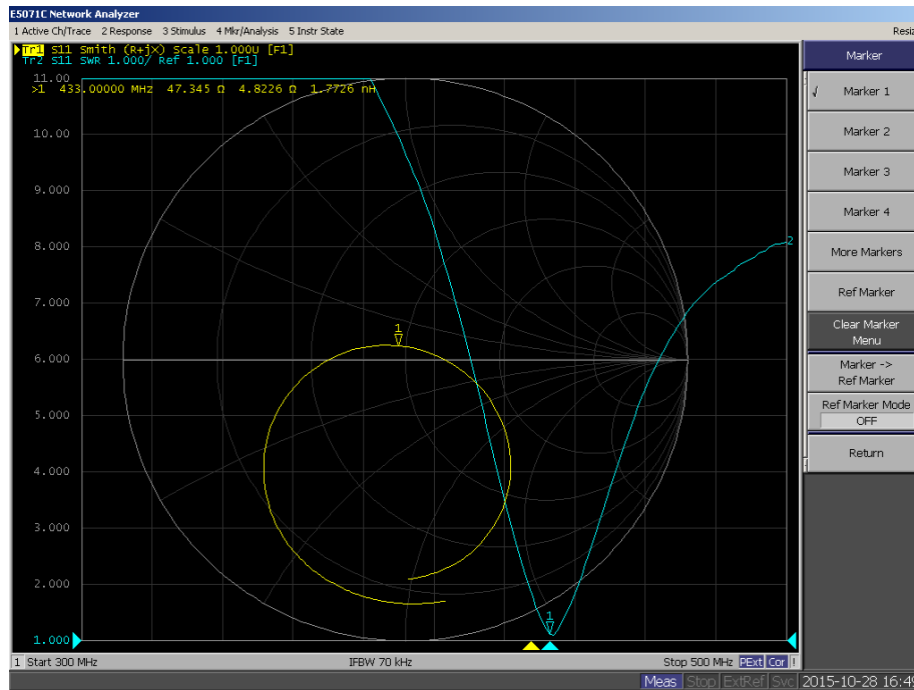 E5071C Network Analyzer
1 Active Ch/Trace 2 Response 3 Stimulus 4 Mkr/Analysis 5 Instr State
Tr1 S11 Smith (R+jX) Scale 1.000U [F1]
Tr2 S11 SWR 1.000/ Ref 1.000 [F1]
11.00
>1 433.00000 MHz 47.345 Ω 4.8226 Ω 1.7726 nH
10.00
9.000
8.000
7.000
6.000
5.000
4.000
3.000
2.000
1.000
1
1
2
1 Start 300 MHz IFBW 70 kHz Stop 500 MHz PExt Cor !
Meas Stop ExtRef Svc 2015-10-28 16:49
Resiz
Marker
√ Marker 1
Marker 2
Marker 3
Marker 4
More Markers
Ref Marker
Clear Marker
Menu
Marker ->
Ref Marker
Ref Marker Mode
OFF
Return